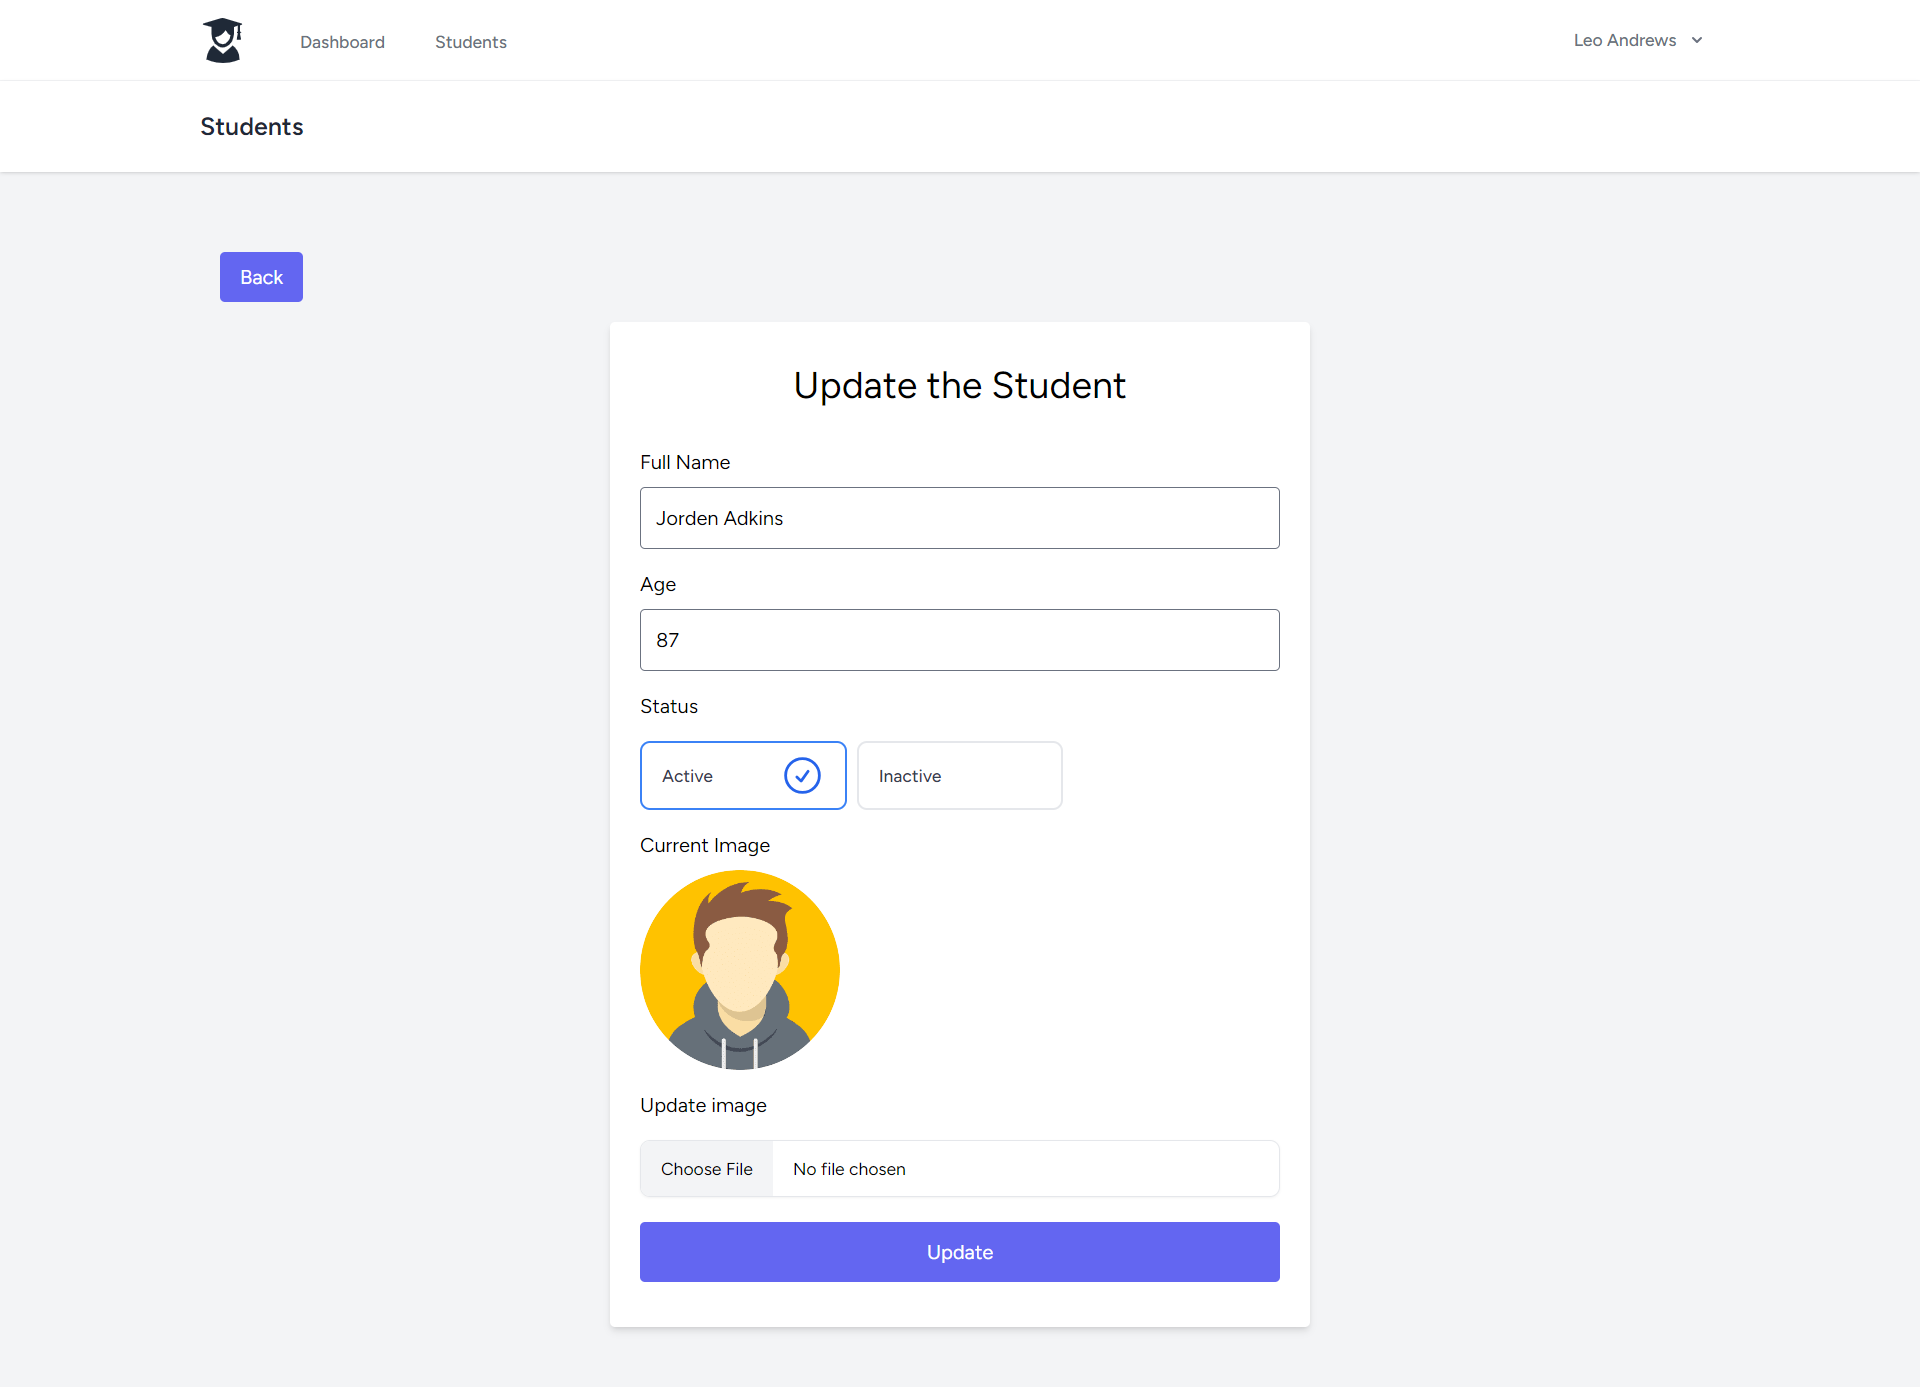 Dashboard Students Leo Andrews
Students
Back
Update the Student
Full Name
Jorden Adkins
Age
87
Status
Active Inactive
Current Image
Update image
Choose File No file chosen
Update